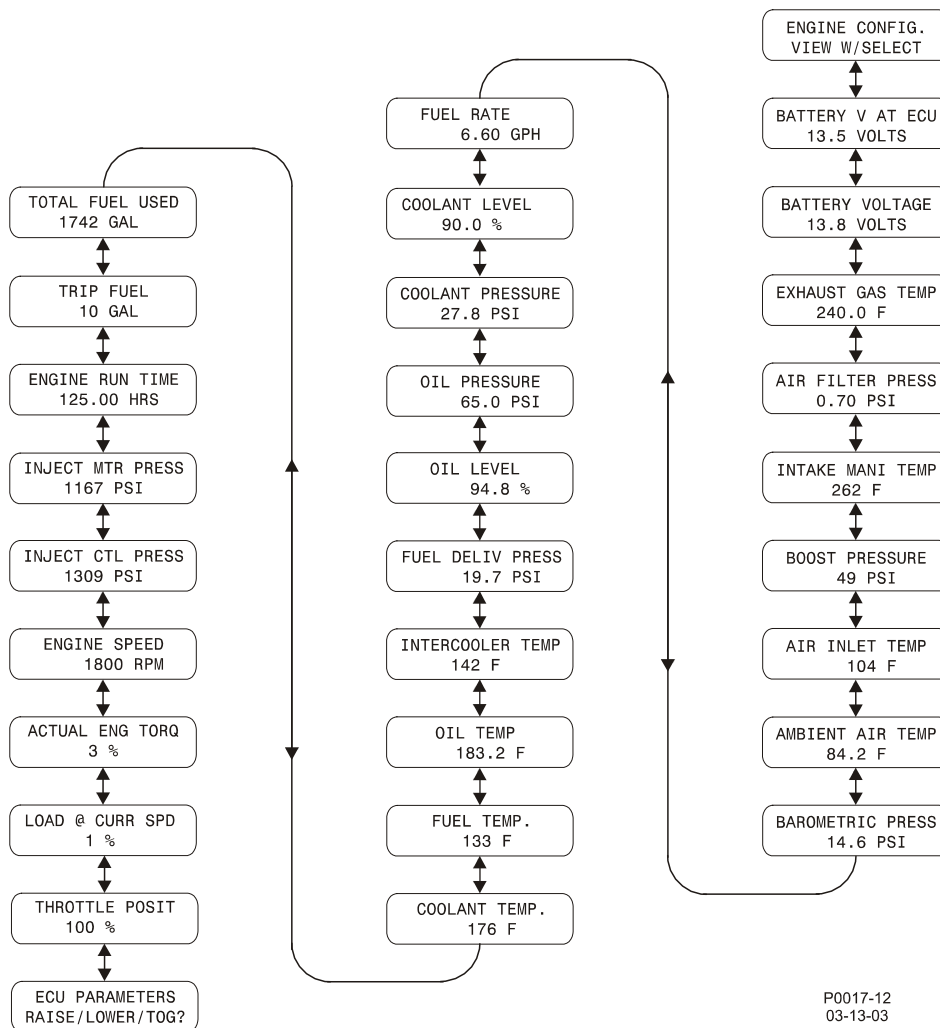 TOTAL FUEL USED
1742 GAL
TRIP FUEL
10 GAL
ENGINE RUN TIME
125.00 HRS
INJECT MTR PRESS
1167 PSI
INJECT CTL PRESS
1309 PSI
ENGINE SPEED
1800 RPM
ACTUAL ENG TORQ
3 %
LOAD @ CURR SPD
1 %
THROTTLE POSIT
100 %
ECU PARAMETERS
RAISE/LOWER/TOG?
FUEL RATE
6.60 GPH
COOLANT LEVEL
90.0 %
COOLANT PRESSURE
27.8 PSI
OIL PRESSURE
65.0 PSI
OIL LEVEL
94.8 %
FUEL DELIV PRESS
19.7 PSI
INTERCOOLER TEMP
142 F
OIL TEMP
183.2 F
FUEL TEMP.
133 F
COOLANT TEMP.
176 F
ENGINE CONFIG.
VIEW W/SELECT
BATTERY V AT ECU
13.5 VOLTS
BATTERY VOLTAGE
13.8 VOLTS
EXHAUST GAS TEMP
240.0 F
AIR FILTER PRESS
0.70 PSI
INTAKE MANI TEMP
262 F
BOOST PRESSURE
49 PSI
AIR INLET TEMP
104 F
AMBIENT AIR TEMP
84.2 F
BAROMETRIC PRESS
14.6 PSI
P0017-12
03-13-03